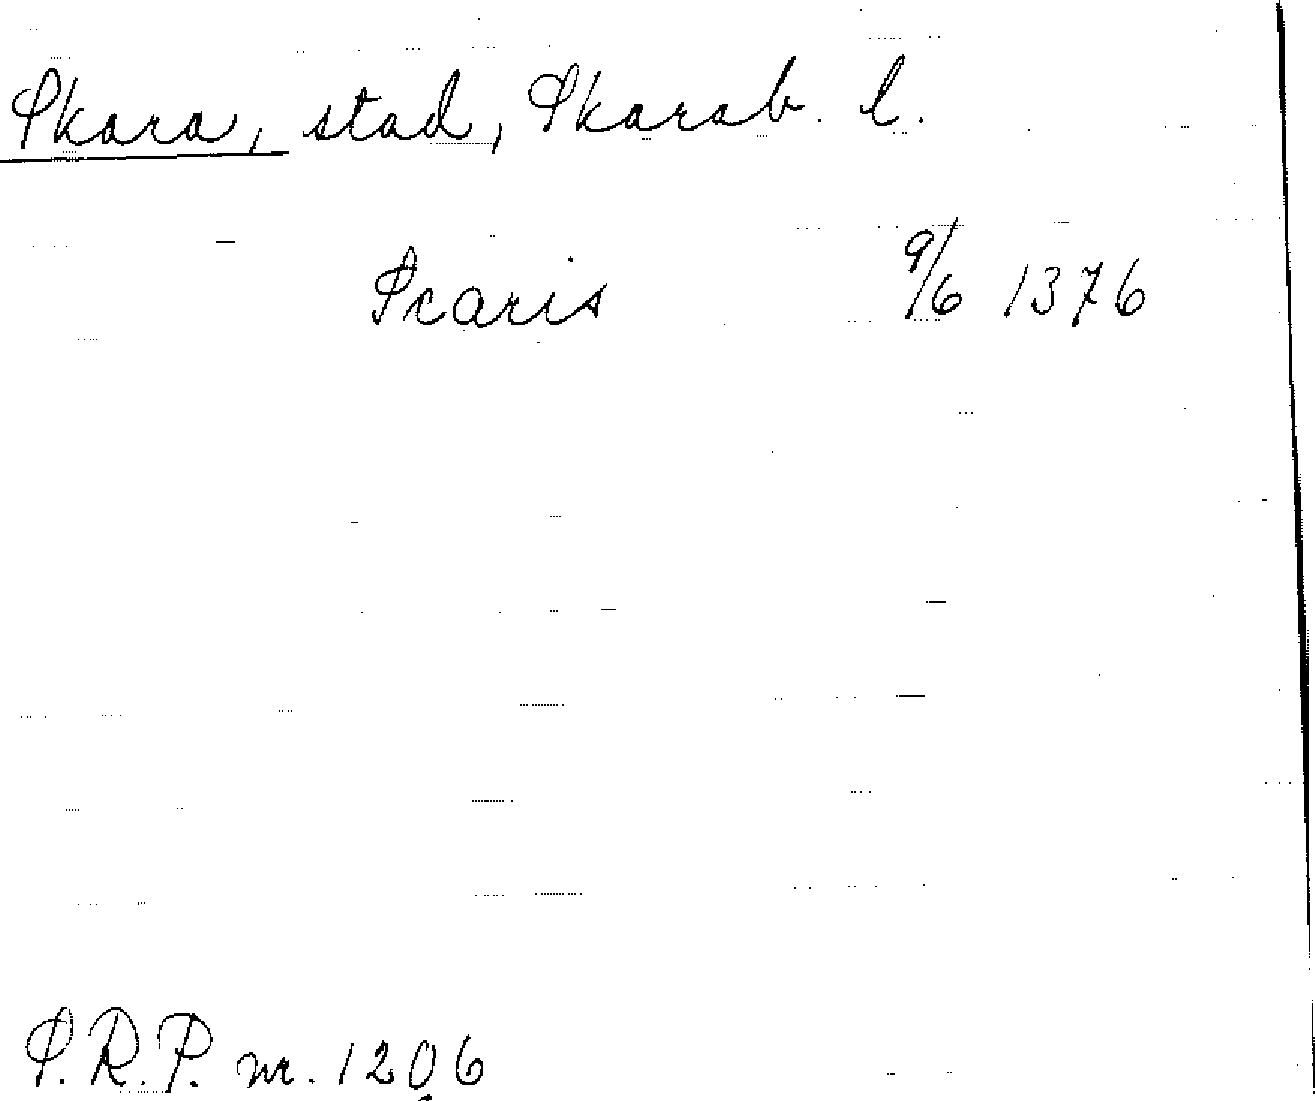 Skara, stad, Skarab. l.
Scaris 9/6 1376
S.R.P. nr. 1206